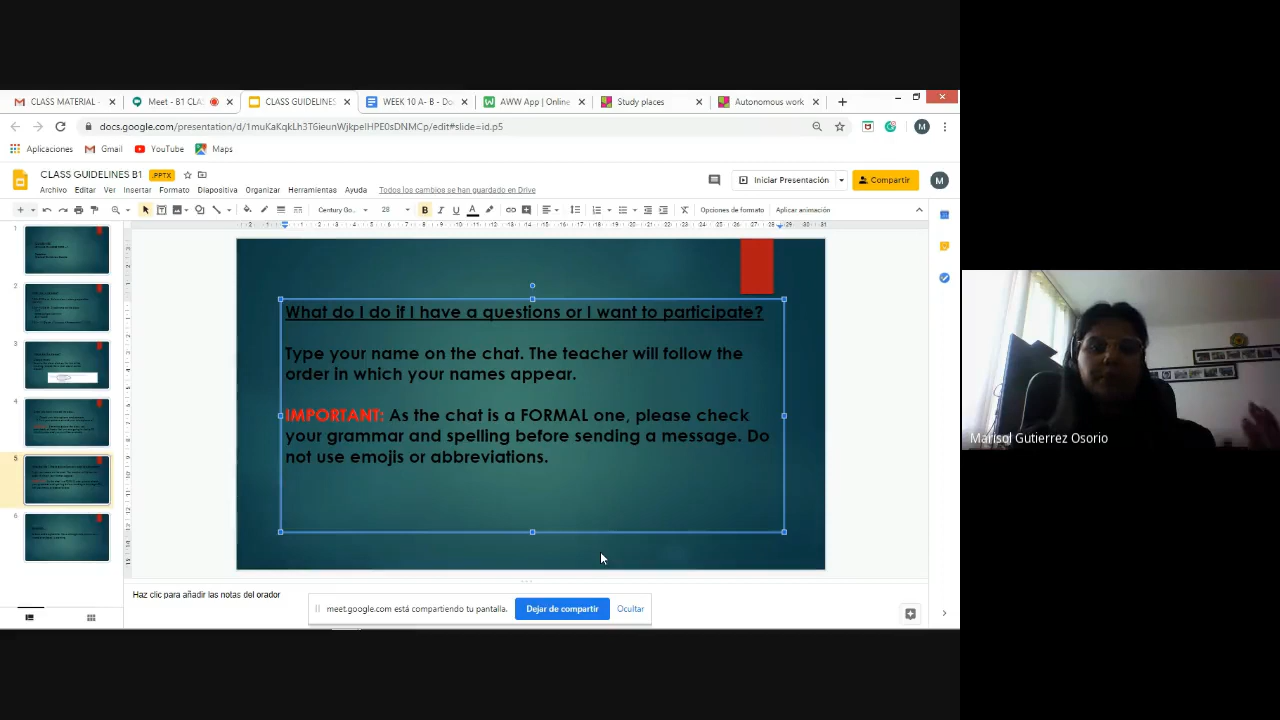 CLASS MATERIAL -
Meet - B1 CLA
CLASS GUIDELINES
WEEK 10 A- B - Do
AWW App | Online
Study places
Autonomous work
docs.google.com/presentation/d/
/edit#slide=id.p5
Aplicaciones
Gmail
YouTube
Maps
CLASS GUIDELINES B1
.PPTX
Archivo Editar Ver Insertar Formato Diapositiva Organizar Herramientas Ayuda
Todos los cambios se han guardado en Drive
Iniciar Presentación
Compartir
M
Century Go...
28
B I U A
Opciones de formato
Aplicar animación
1
2
3
4
5
6
What do I do if I have a questions or I want to participate?
Type your name on the chat. The teacher will follow the
order in which your names appear.
IMPORTANT: As the chat is a FORMAL one, please check
your grammar and spelling before sending a message. Do
not use emojis or abbreviations.
Haz clic para añadir las notas del orador
meet.google.com está compartiendo tu pantalla.
Dejar de compartir
Ocultar
Marisol Gutierrez Osorio